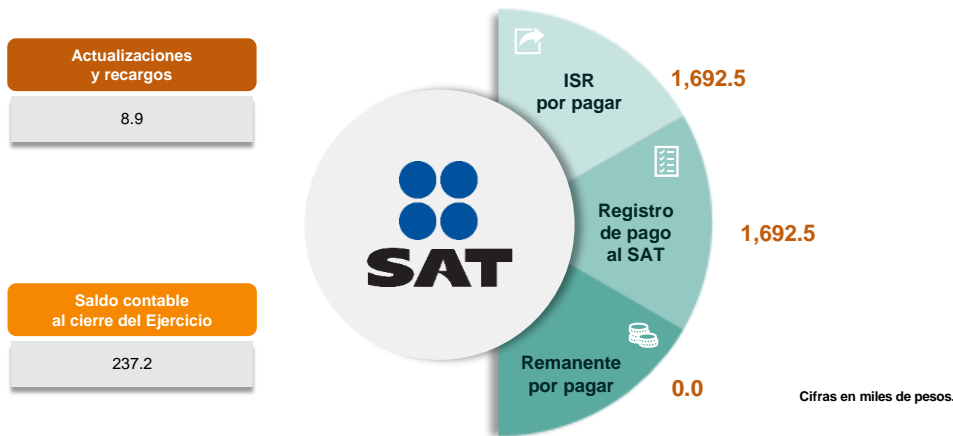 Actualizaciones
y recargos
8.9
Saldo contable
al cierre del Ejercicio
237.2
SAT
ISR
por pagar
1,692.5
Registro
de pago
al SAT
1,692.5
Remanente
por pagar
0.0
Cifras en miles de pesos.